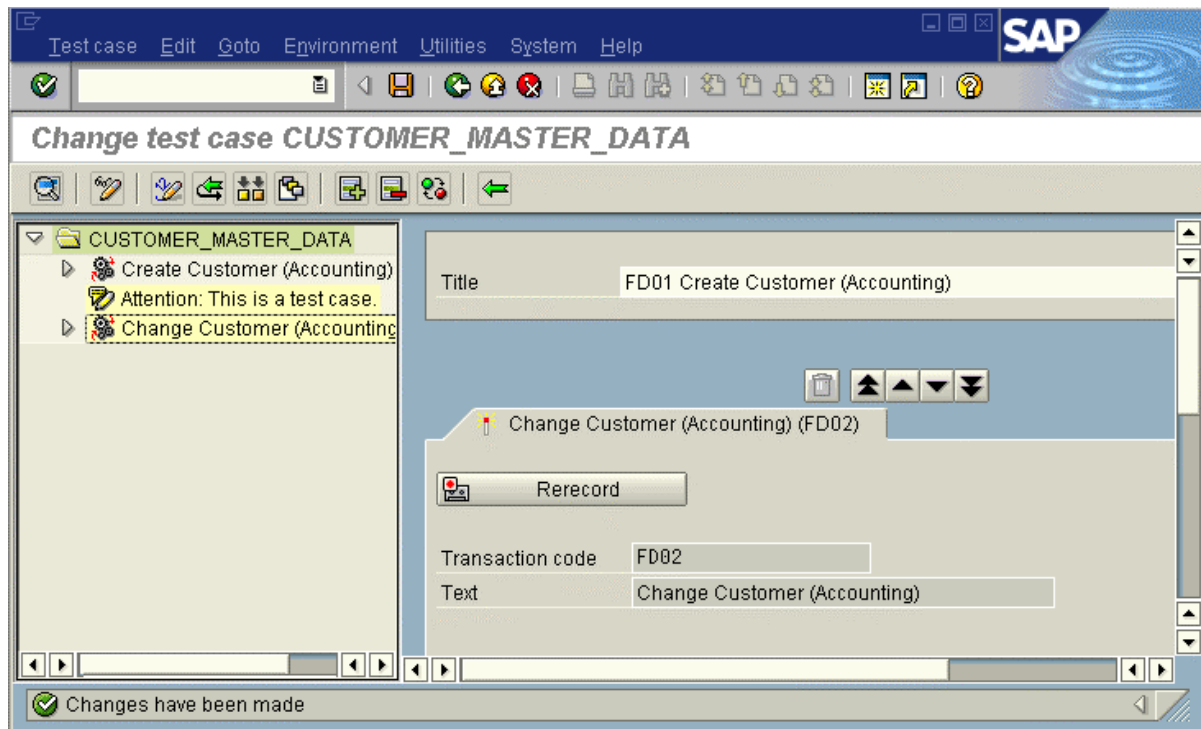 Test case Edit Goto Environment Utilities System Help
SAP
Change test case CUSTOMER_MASTER_DATA
CUSTOMER_MASTER_DATA
Create Customer (Accounting)
Attention: This is a test case.
Change Customer (Accounting
Title FD01 Create Customer (Accounting)
Change Customer (Accounting) (FD02)
Rerecord
Transaction code FD02
Text Change Customer (Accounting)
Changes have been made